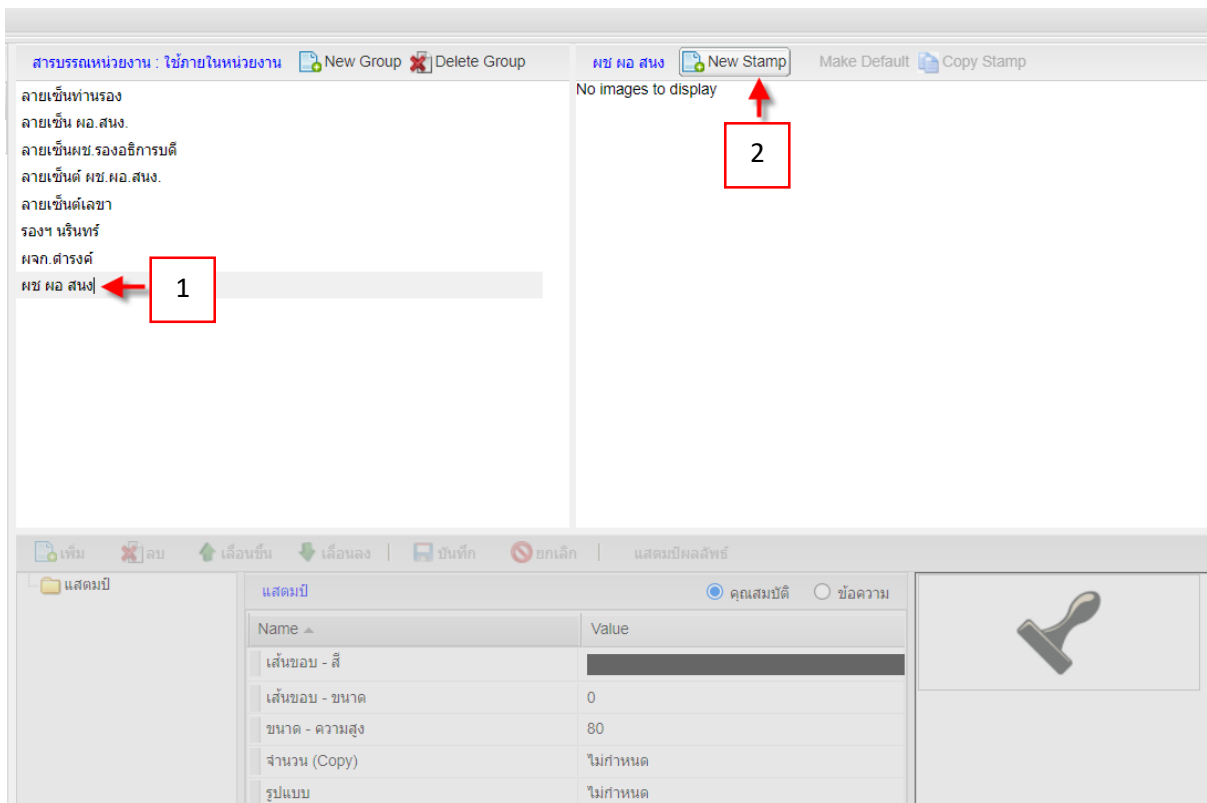 สารบรรณหน่วยงาน : ใช้ภายในหน่วยงาน New Group Delete Group
ลายเซ็นท่านรอง
ลายเซ็น ผอ.สนง.
ลายเซ็นผช.รองอธิการบดี
ลายเซ็นต์ ผช.ผอ.สนง.
ลายเซ็นต์เลขา
รองฯ นรินทร์
ผจก.ดำรงค์
ผช ผอ สนง
1
ผช ผอ สนง New Stamp Make Default Copy Stamp
No images to display
2
เพิ่ม ลบ เลื่อนขึ้น เลื่อนลง บันทึก ยกเลิก แสตมป์ผลลัพธ์
แสตมป์
แสตมป์ คุณสมบัติ ข้อความ
Name Value
เส้นขอบ - สี
เส้นขอบ - ขนาด 0
ขนาด - ความสูง 80
จำนวน (Copy) ไม่กำหนด
รูปแบบ ไม่กำหนด